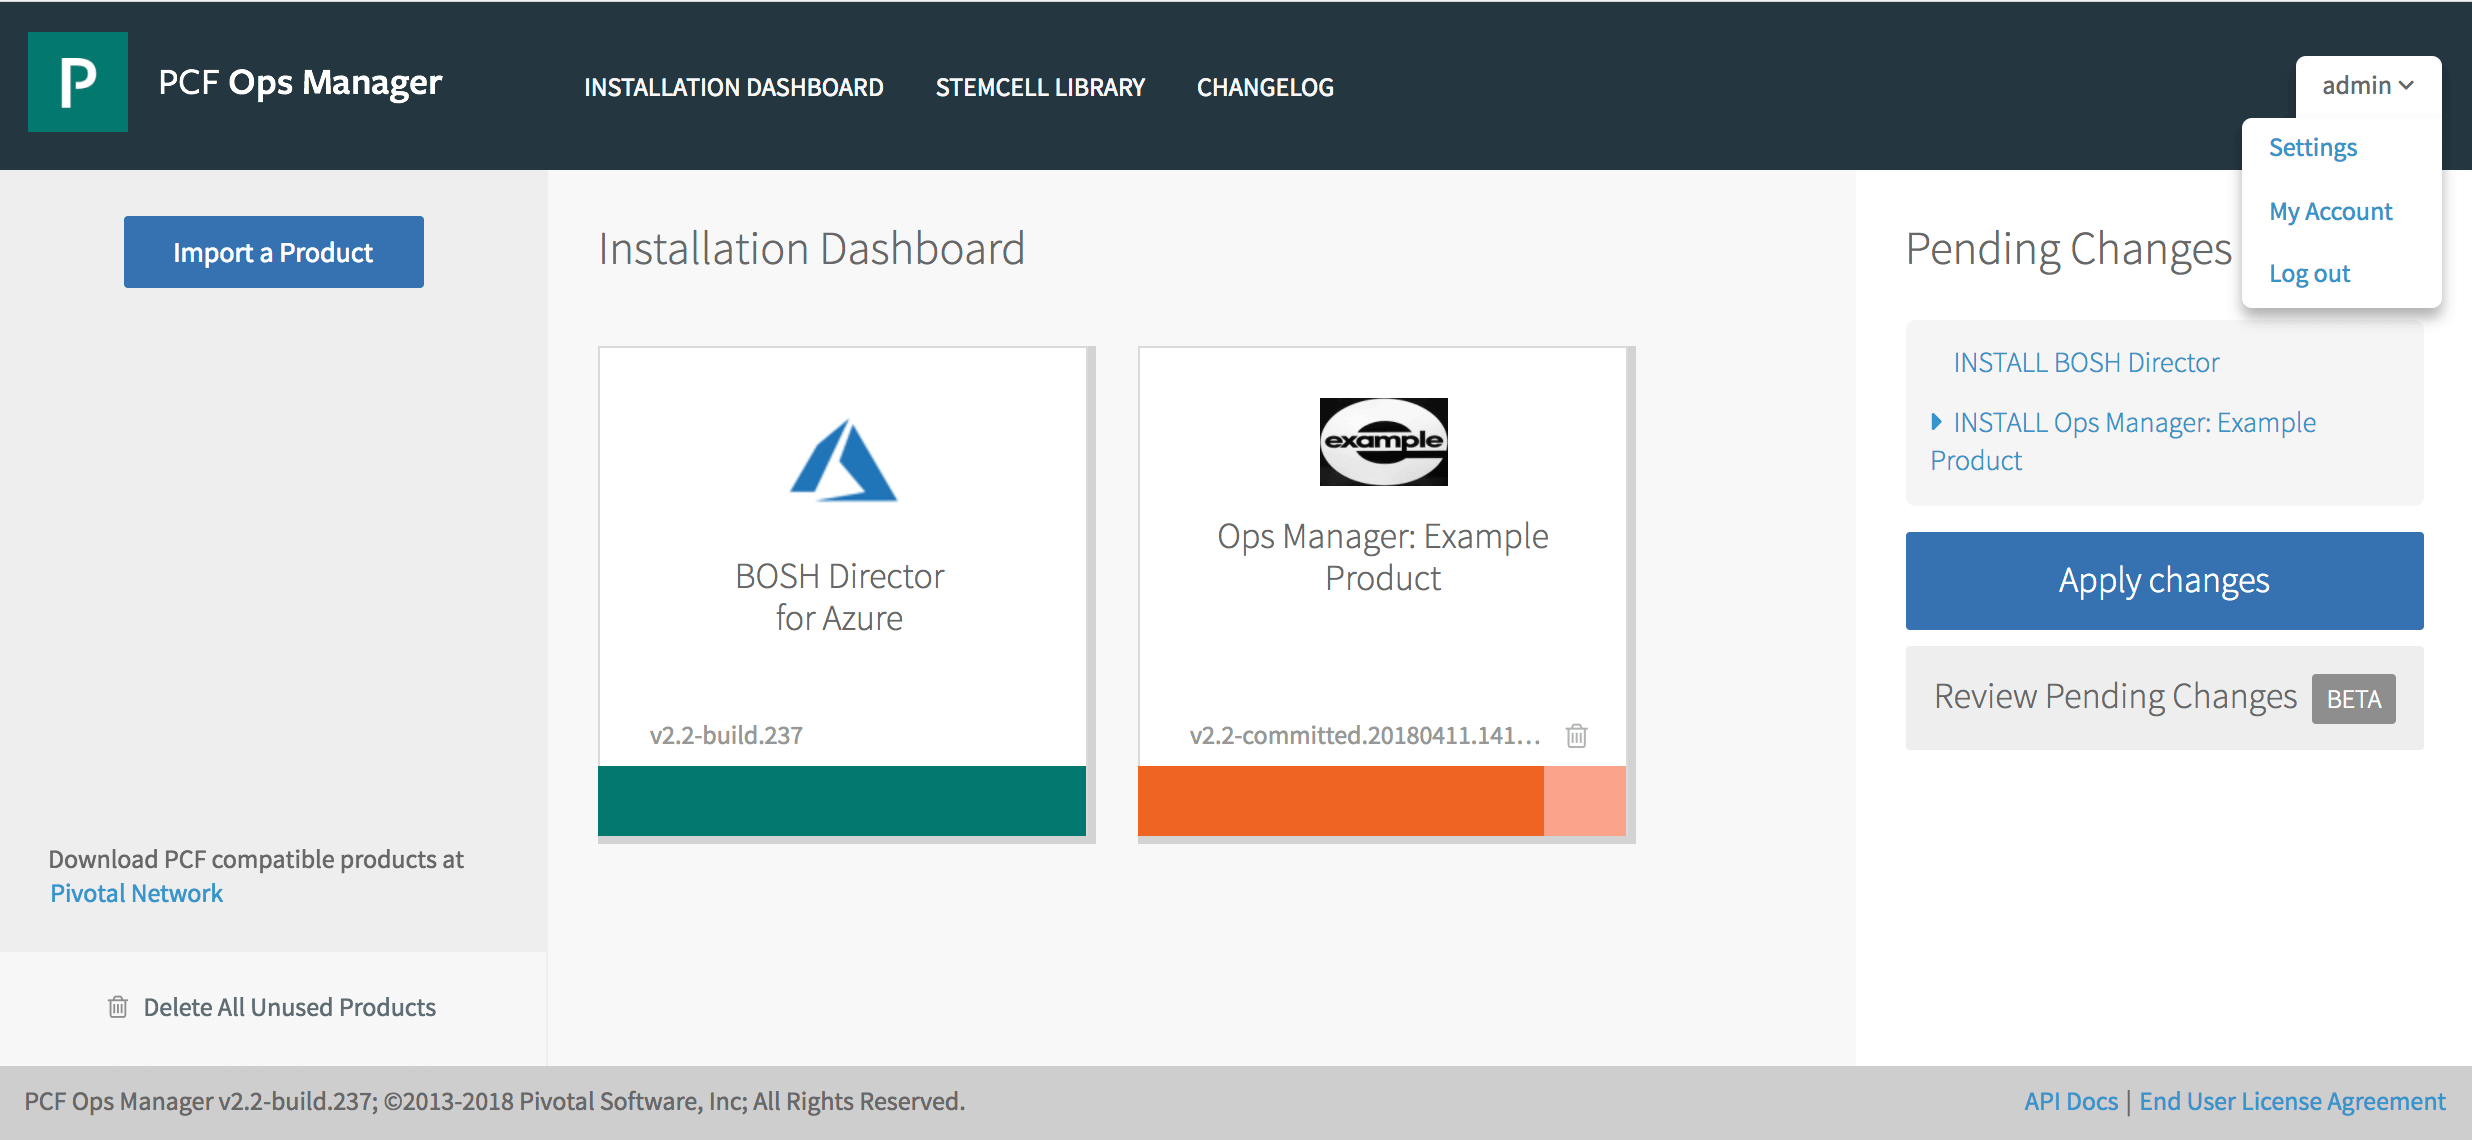 P
PCF Ops Manager
INSTALLATION DASHBOARD
STEMCELL LIBRARY
CHANGELOG
admin
Settings
My Account
Log out
Import a Product
Download PCF compatible products at
Pivotal Network
Delete All Unused Products
Installation Dashboard
BOSH Director
for Azure
v2.2-build.237
example
Ops Manager: Example
Product
v2.2-committed.20180411.141...
Pending Changes
INSTALL BOSH Director
INSTALL Ops Manager: Example
Product
Apply changes
Review Pending Changes BETA
PCF Ops Manager v2.2-build.237; ©2013-2018 Pivotal Software, Inc; All Rights Reserved.
API Docs | End User License Agreement